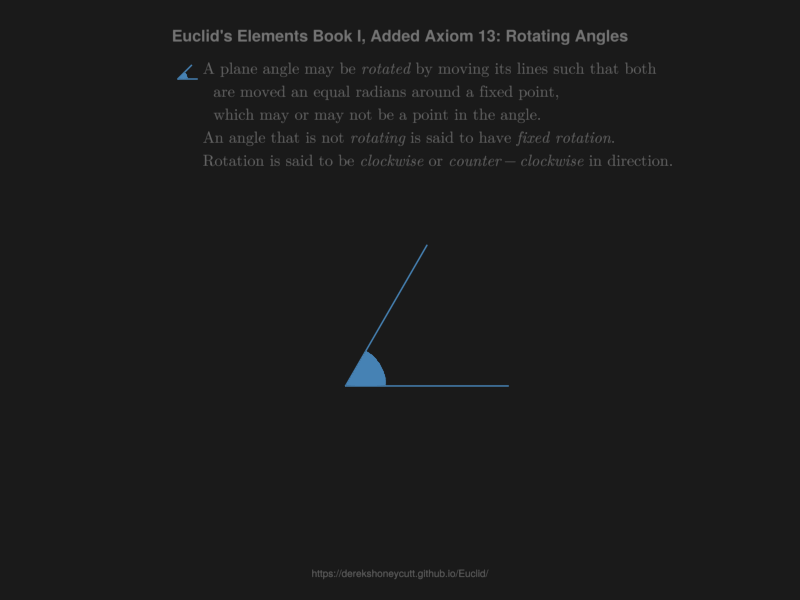 Euclid's Elements Book I, Added Axiom 13: Rotating Angles
A plane angle may be rotated by moving its lines such that both
are moved an equal radians around a fixed point,
which may or may not be a point in the angle.
An angle that is not rotating is said to have fixed rotation.
Rotation is said to be clockwise or counter − clockwise in direction.
https://derekshoneycutt.github.io/Euclid/